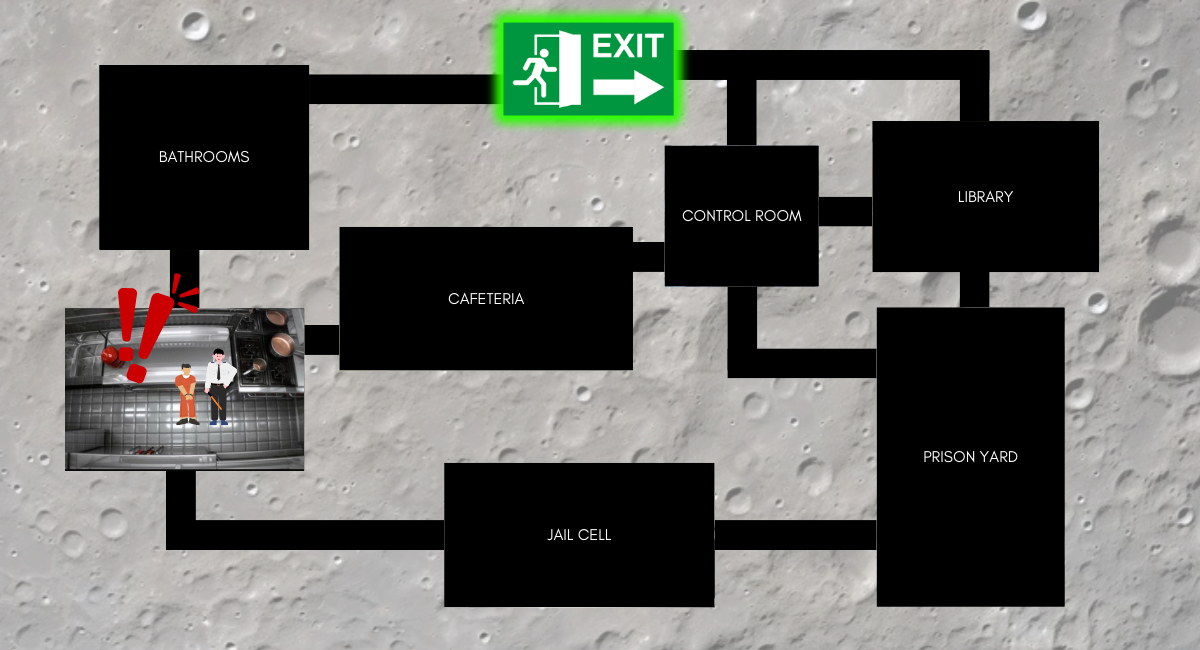 EXIT
BATHROOMS
LIBRARY
CONTROL ROOM
CAFETERIA
PRISON YARD
JAIL CELL